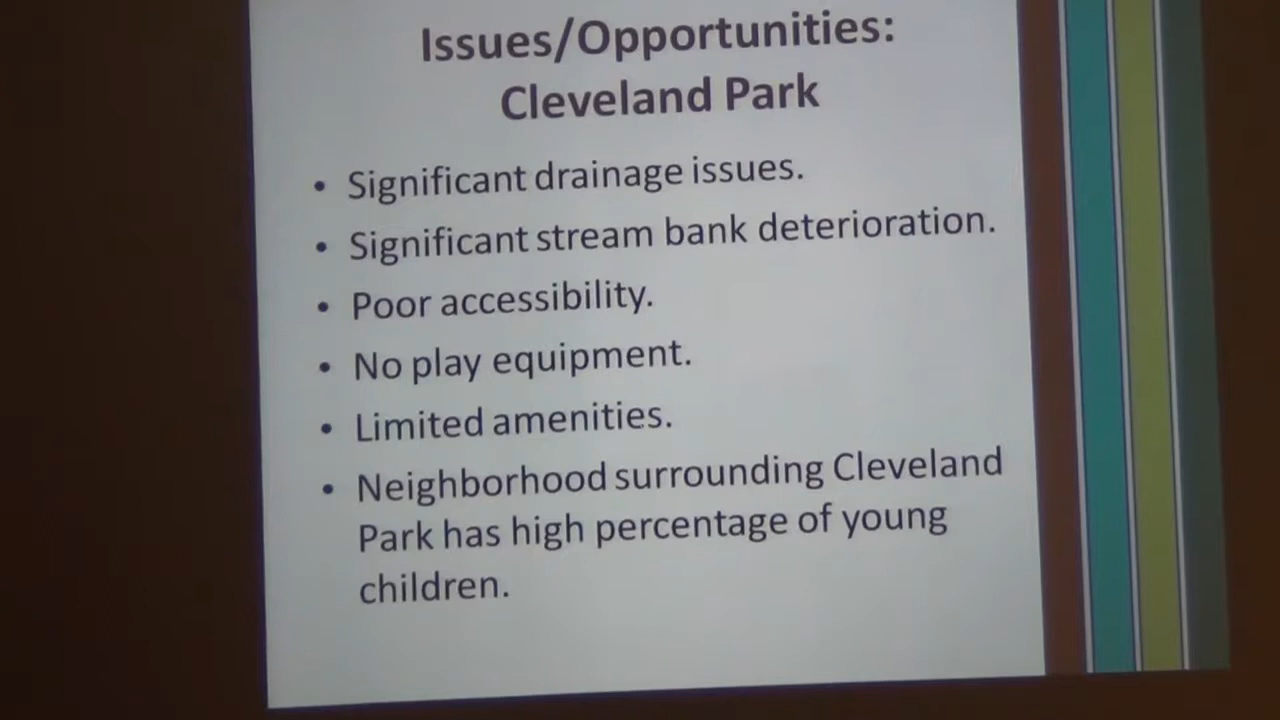 Issues/Opportunities:
Cleveland Park
• Significant drainage issues.
• Significant stream bank deterioration.
• Poor accessibility.
• No play equipment.
• Limited amenities.
• Neighborhood surrounding Cleveland
Park has high percentage of young
children.